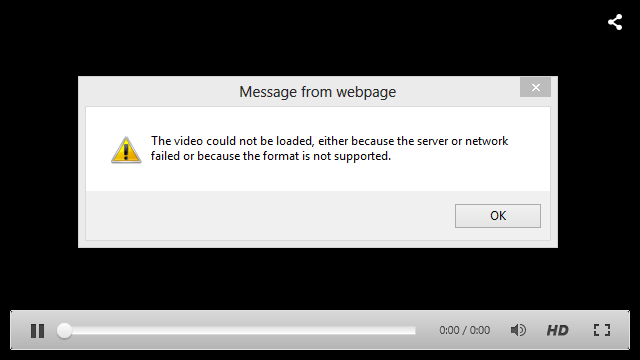 Message from webpage
The video could not be loaded, either because the server or network
failed or because the format is not supported.
OK
0:00 / 0:00
HD